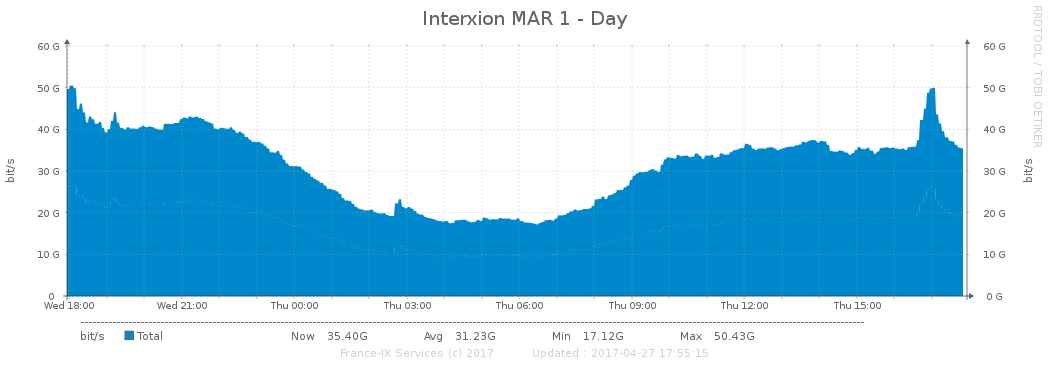 Interxion MAR 1 - Day
RRDTOOL / TOBI OETIKER
bit/s
60 G
50 G
40 G
30 G
20 G
10 G
0
60 G
50 G
40 G
30 G
20 G
10 G
0 G
bit/s
Wed 18:00 Wed 21:00 Thu 00:00 Thu 03:00 Thu 06:00 Thu 09:00 Thu 12:00 Thu 15:00
bit/s Total Now 35.40G Avg 31.23G Min 17.12G Max 50.43G
France-IX Services (c) 2017 Updated : 2017-04-27 17:55:15